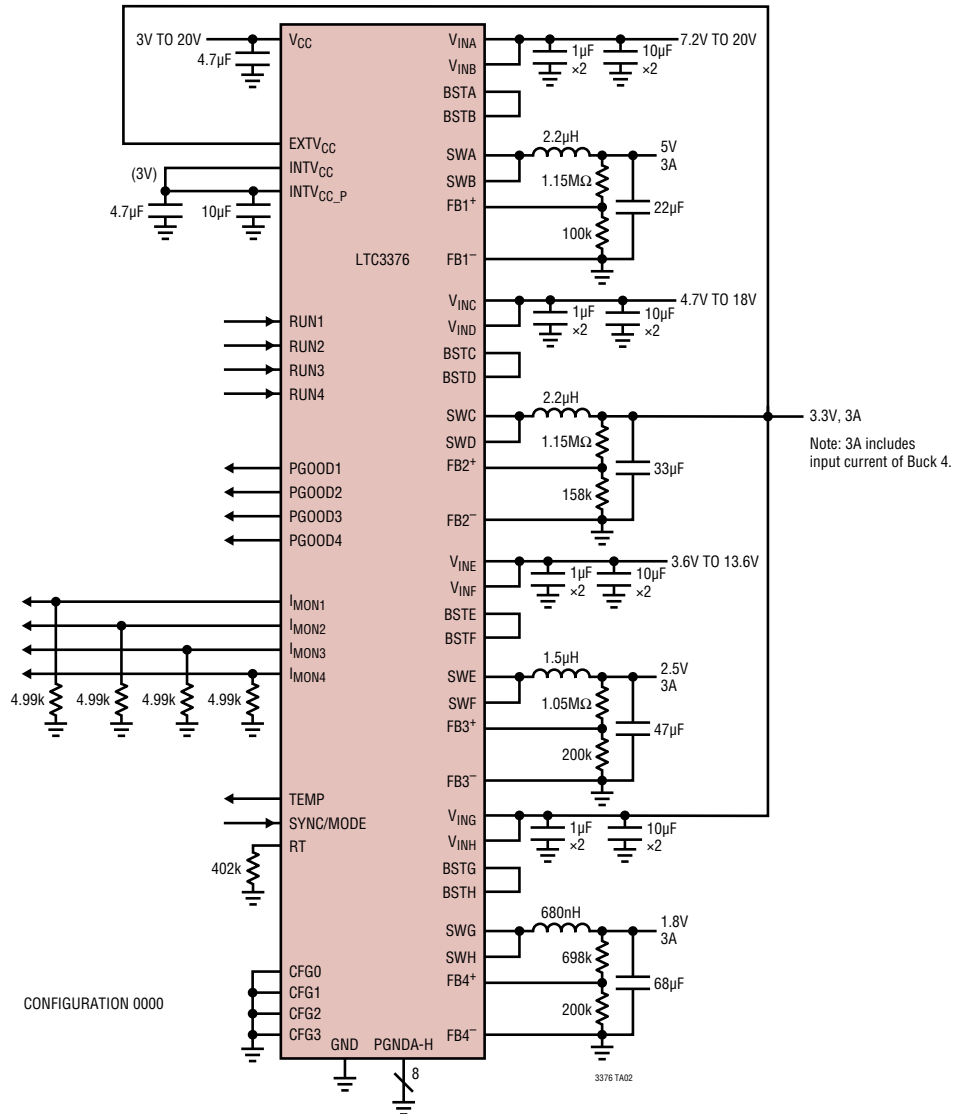 3V TO 20V
4.7µF
VCC
EXTVCC
(3V)
INTVCC
INTVCC_P
4.7µF
10µF
LTC3376
RUN1
RUN2
RUN3
RUN4
PGOOD1
PGOOD2
PGOOD3
PGOOD4
IMON1
IMON2
IMON3
IMON4
4.99k
4.99k
4.99k
4.99k
TEMP
SYNC/MODE
RT
402k
CFG0
CFG1
CFG2
CFG3
CONFIGURATION 0000
GND
PGNDA-H
8
VINA
VINB
7.2V TO 20V
1µF
×2
10µF
×2
BSTA
BSTB
SWA
SWB
2.2µH
5V
3A
1.15MΩ
FB1+
22µF
100k
FB1–
VINC
VIND
4.7V TO 18V
1µF
×2
10µF
×2
BSTC
BSTD
SWC
SWD
2.2µH
3.3V, 3A
Note: 3A includes
input current of Buck 4.
1.15MΩ
FB2+
33µF
158k
FB2–
VINE
VINF
3.6V TO 13.6V
1µF
×2
10µF
×2
BSTE
BSTF
SWE
SWF
1.5µH
2.5V
3A
1.05MΩ
FB3+
47µF
200k
FB3–
VING
VINH
1µF
×2
10µF
×2
BSTG
BSTH
SWG
SWH
680nH
1.8V
3A
698k
FB4+
68µF
200k
FB4–
3376 TA02